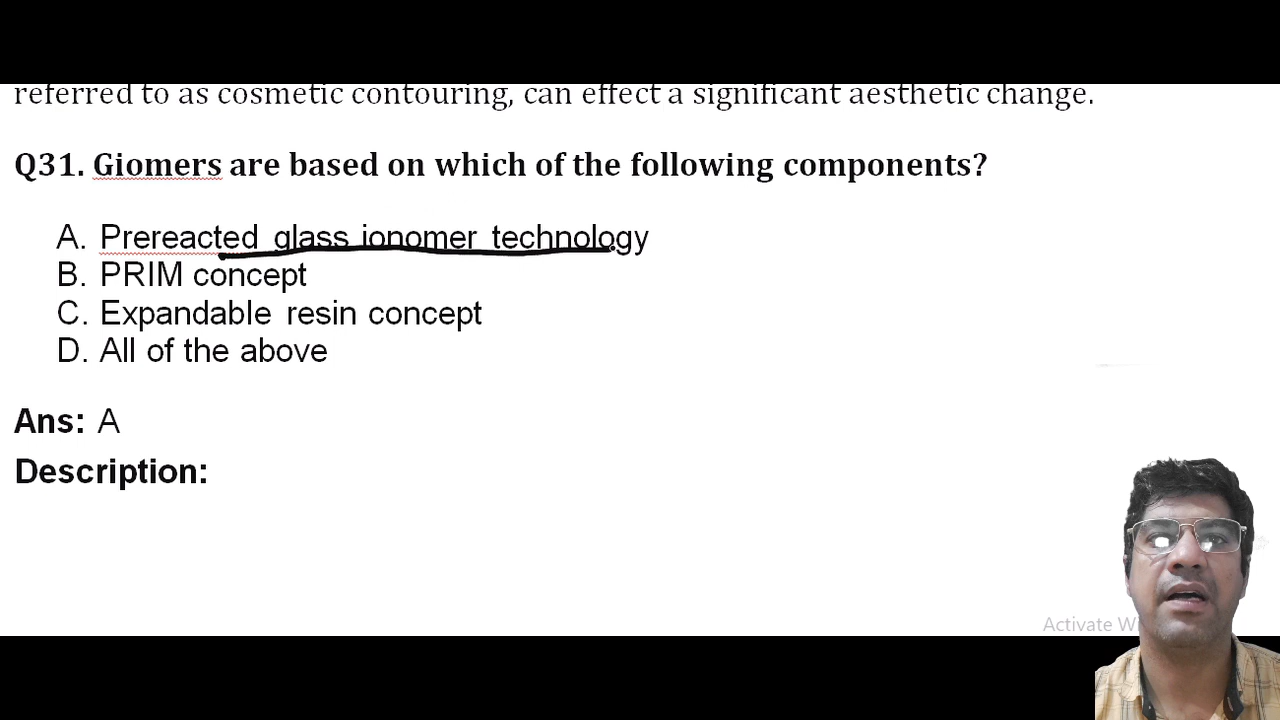 referred to as cosmetic contouring, can effect a significant aesthetic change.
Q31. Giomers are based on which of the following components?
A. Prereacted glass ionomer technology
B. PRIM concept
C. Expandable resin concept
D. All of the above
Ans: A
Description:
Activate